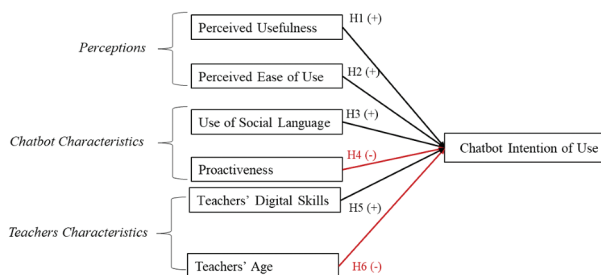 Perceptions
Perceived Usefulness
H1 (+)
Perceived Ease of Use
H2 (+)
Chatbot Characteristics
Use of Social Language
H3 (+)
Chatbot Intention of Use
Proactiveness
H4 (-)
Teachers Characteristics
Teachers’ Digital Skills
H5 (+)
Teachers’ Age
H6 (-)